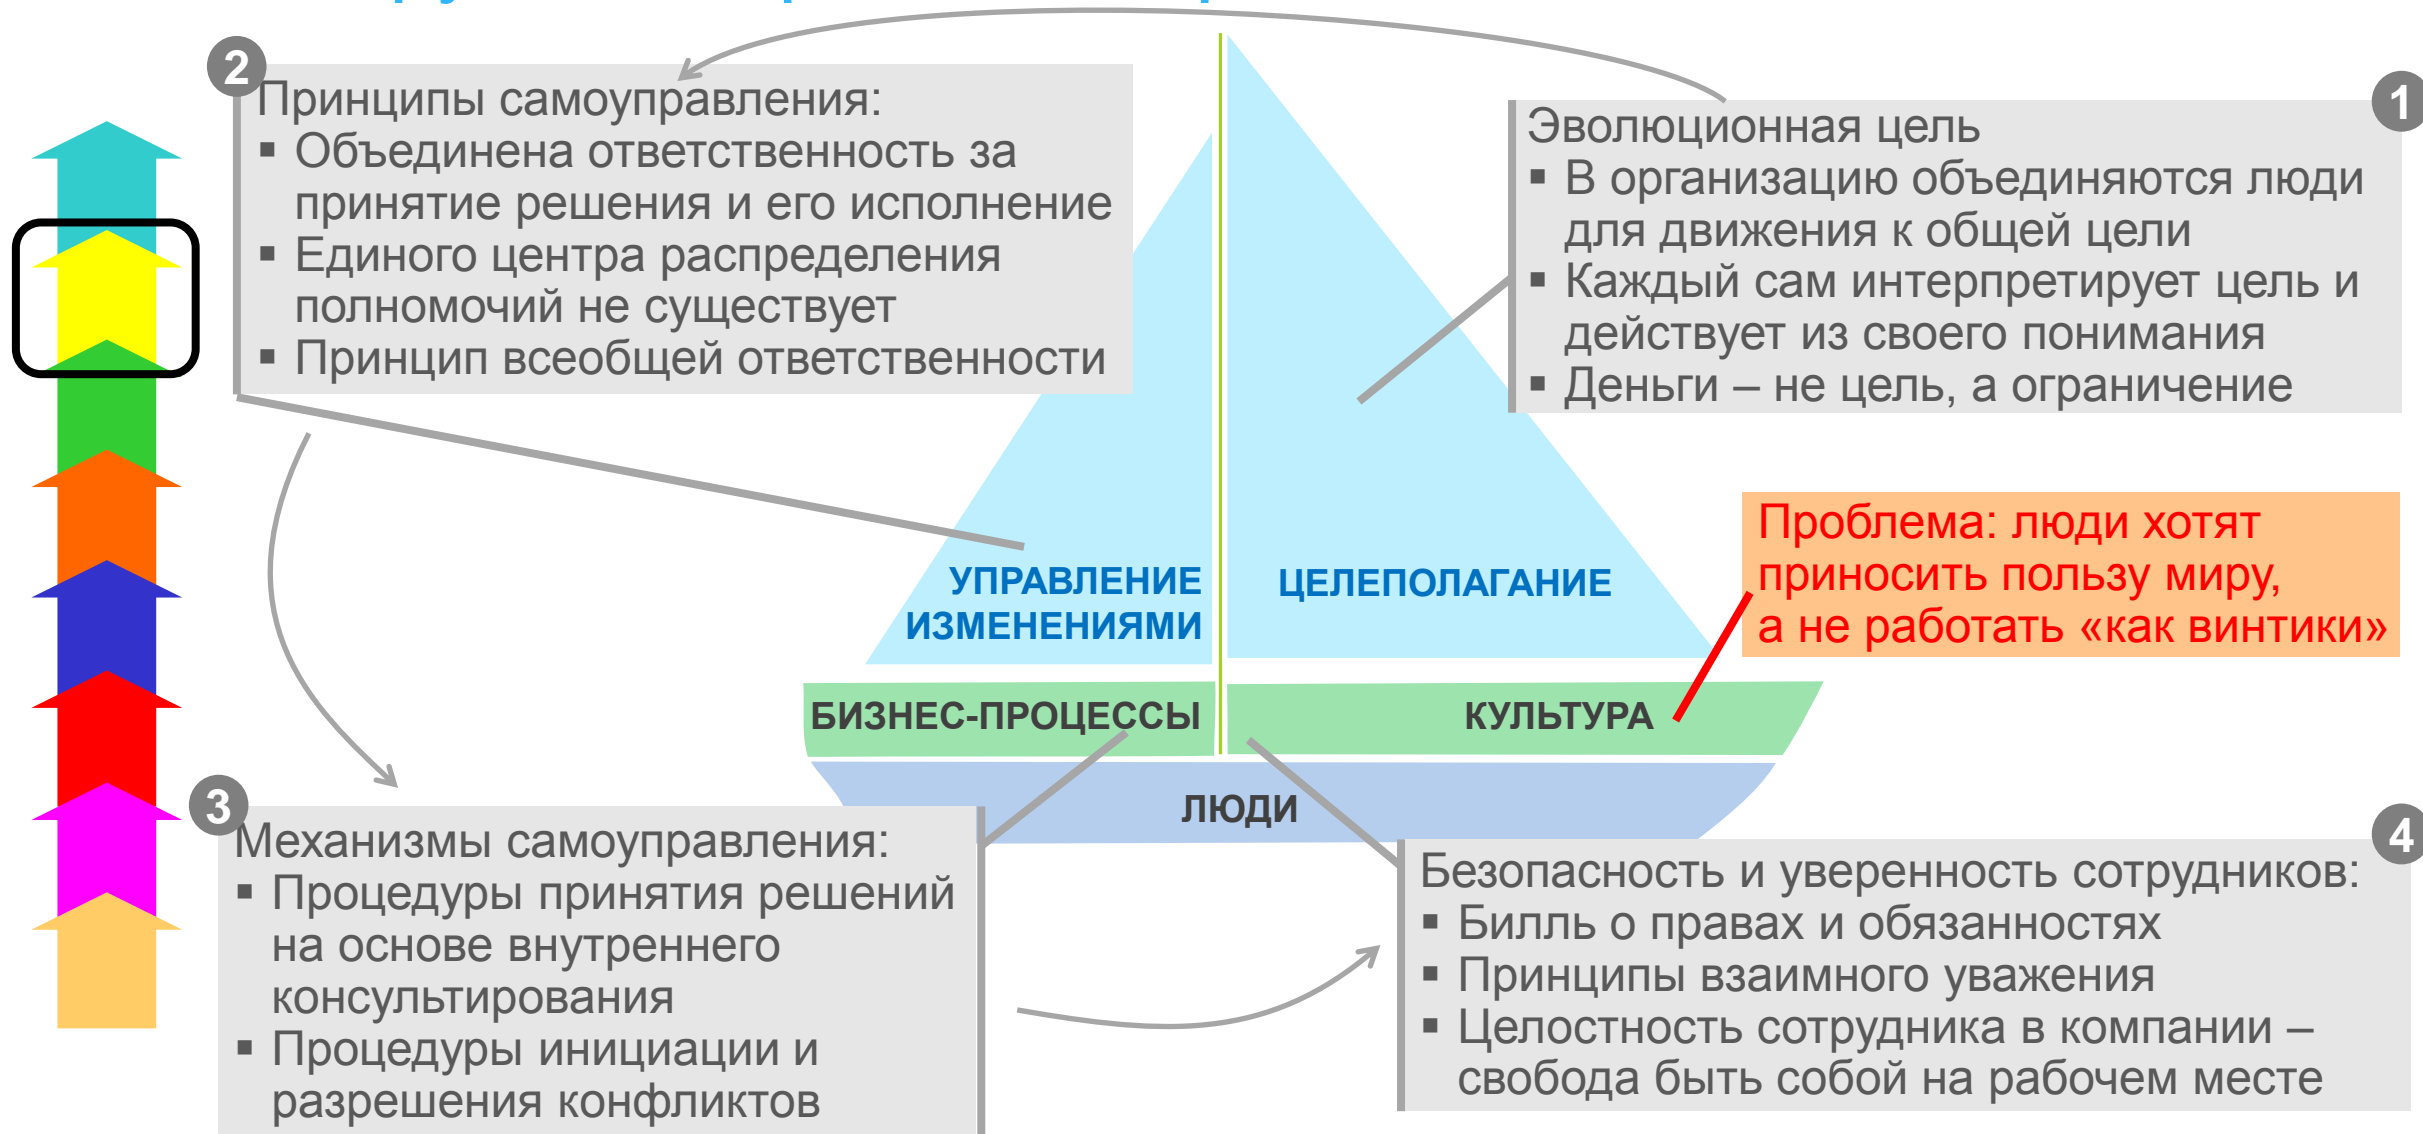 2
Принципы самоуправления:
▪ Объединена ответственность за
принятие решения и его исполнение
▪ Единого центра распределения
полномочий не существует
▪ Принцип всеобщей ответственности
1
Эволюционная цель
▪ В организацию объединяются люди
для движения к общей цели
▪ Каждый сам интерпретирует цель и
действует из своего понимания
▪ Деньги – не цель, а ограничение
Проблема: люди хотят
приносить пользу миру,
а не работать «как винтики»
УПРАВЛЕНИЕ
ИЗМЕНЕНИЯМИ
ЦЕЛЕПОЛАГАНИЕ
БИЗНЕС-ПРОЦЕССЫ
КУЛЬТУРА
ЛЮДИ
3
Механизмы самоуправления:
▪ Процедуры принятия решений
на основе внутреннего
консультирования
▪ Процедуры инициации и
разрешения конфликтов
4
Безопасность и уверенность сотрудников:
▪ Билль о правах и обязанностях
▪ Принципы взаимного уважения
▪ Целостность сотрудника в компании –
свобода быть собой на рабочем месте